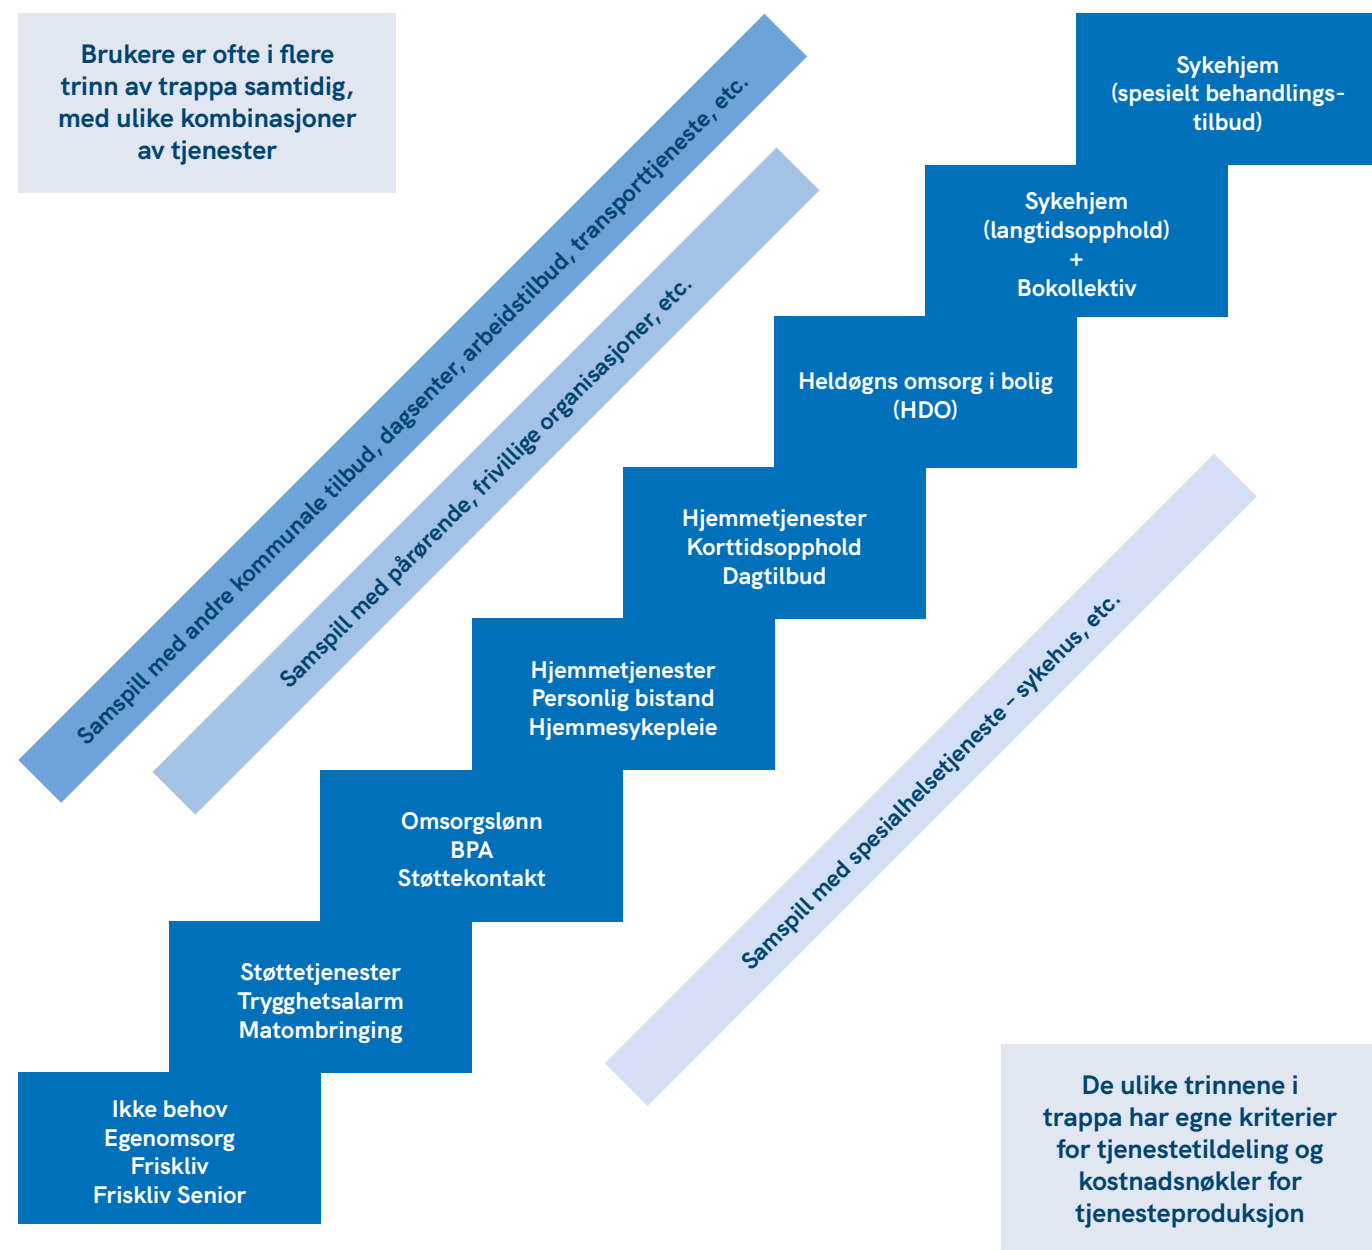 Brukere er ofte i flere
trinn av trappa samtidig,
med ulike kombinasjoner
av tjenester
Samspill med andre kommunale tilbud, dagsenter, arbeidstilbud, transporttjeneste, etc.
Samspill med pårørende, frivillige organisasjoner, etc.
Sykehjem
(spesielt behandlings-
tilbud)
Sykehjem
(langtidsopphold)
+
Bokollektiv
Heldøgns omsorg i bolig
(HDO)
Hjemmetjenester
Korttidsopphold
Dagtilbud
Hjemmetjenester
Personlig bistand
Hjemmesykepleie
Omsorgslønn
BPA
Støttekontakt
Støttetjenester
Trygghetsalarm
Matombringing
Ikke behov
Egenomsorg
Friskliv
Friskliv Senior
Samspill med spesialhelsetjeneste – sykehus, etc.
De ulike trinnene i
trappa har egne kriterier
for tjenestetildeling og
kostnadsnøkler for
tjenesteproduksjon